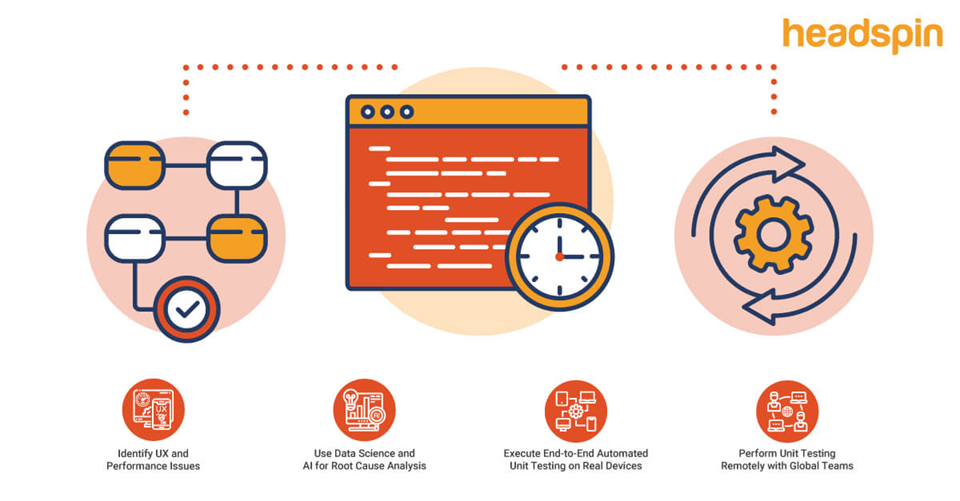 headspin
UX
Identify UX and
Performance Issues
Use Data Science and
AI for Root Cause Analysis
Execute End-to-End Automated
Unit Testing on Real Devices
Perform Unit Testing
Remotely with Global Teams